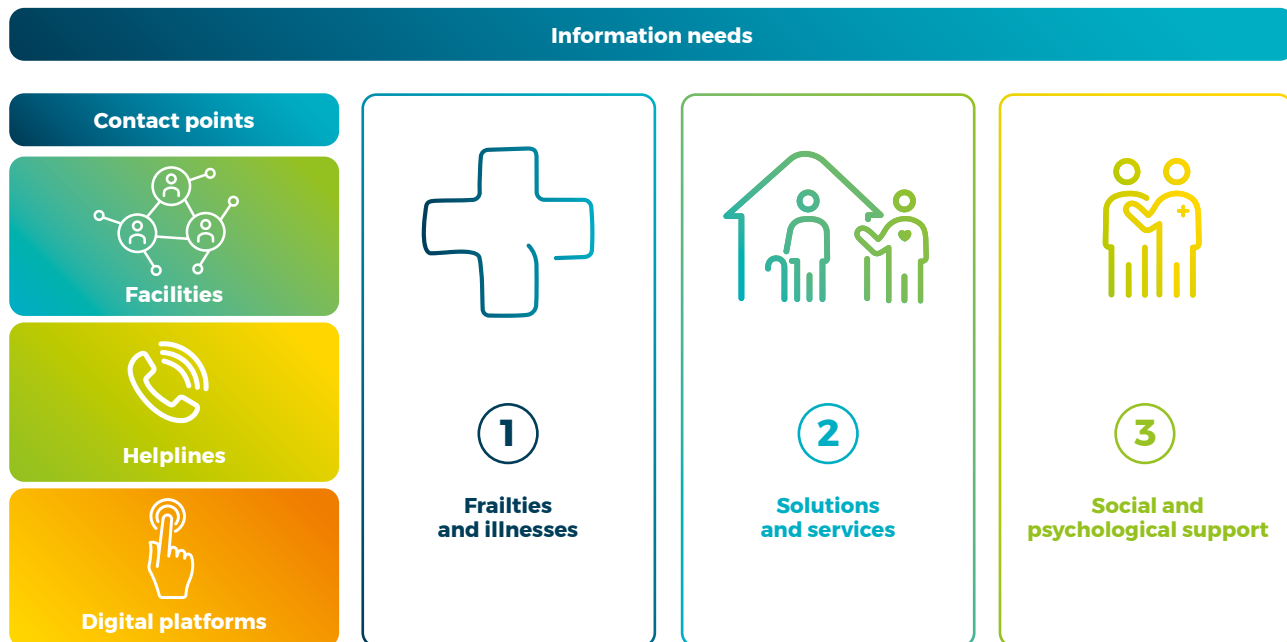 Information needs
Contact points
Facilities
Helplines
Digital platforms
1
Frailties
and illnesses
2
Solutions
and services
3
Social and
psychological support